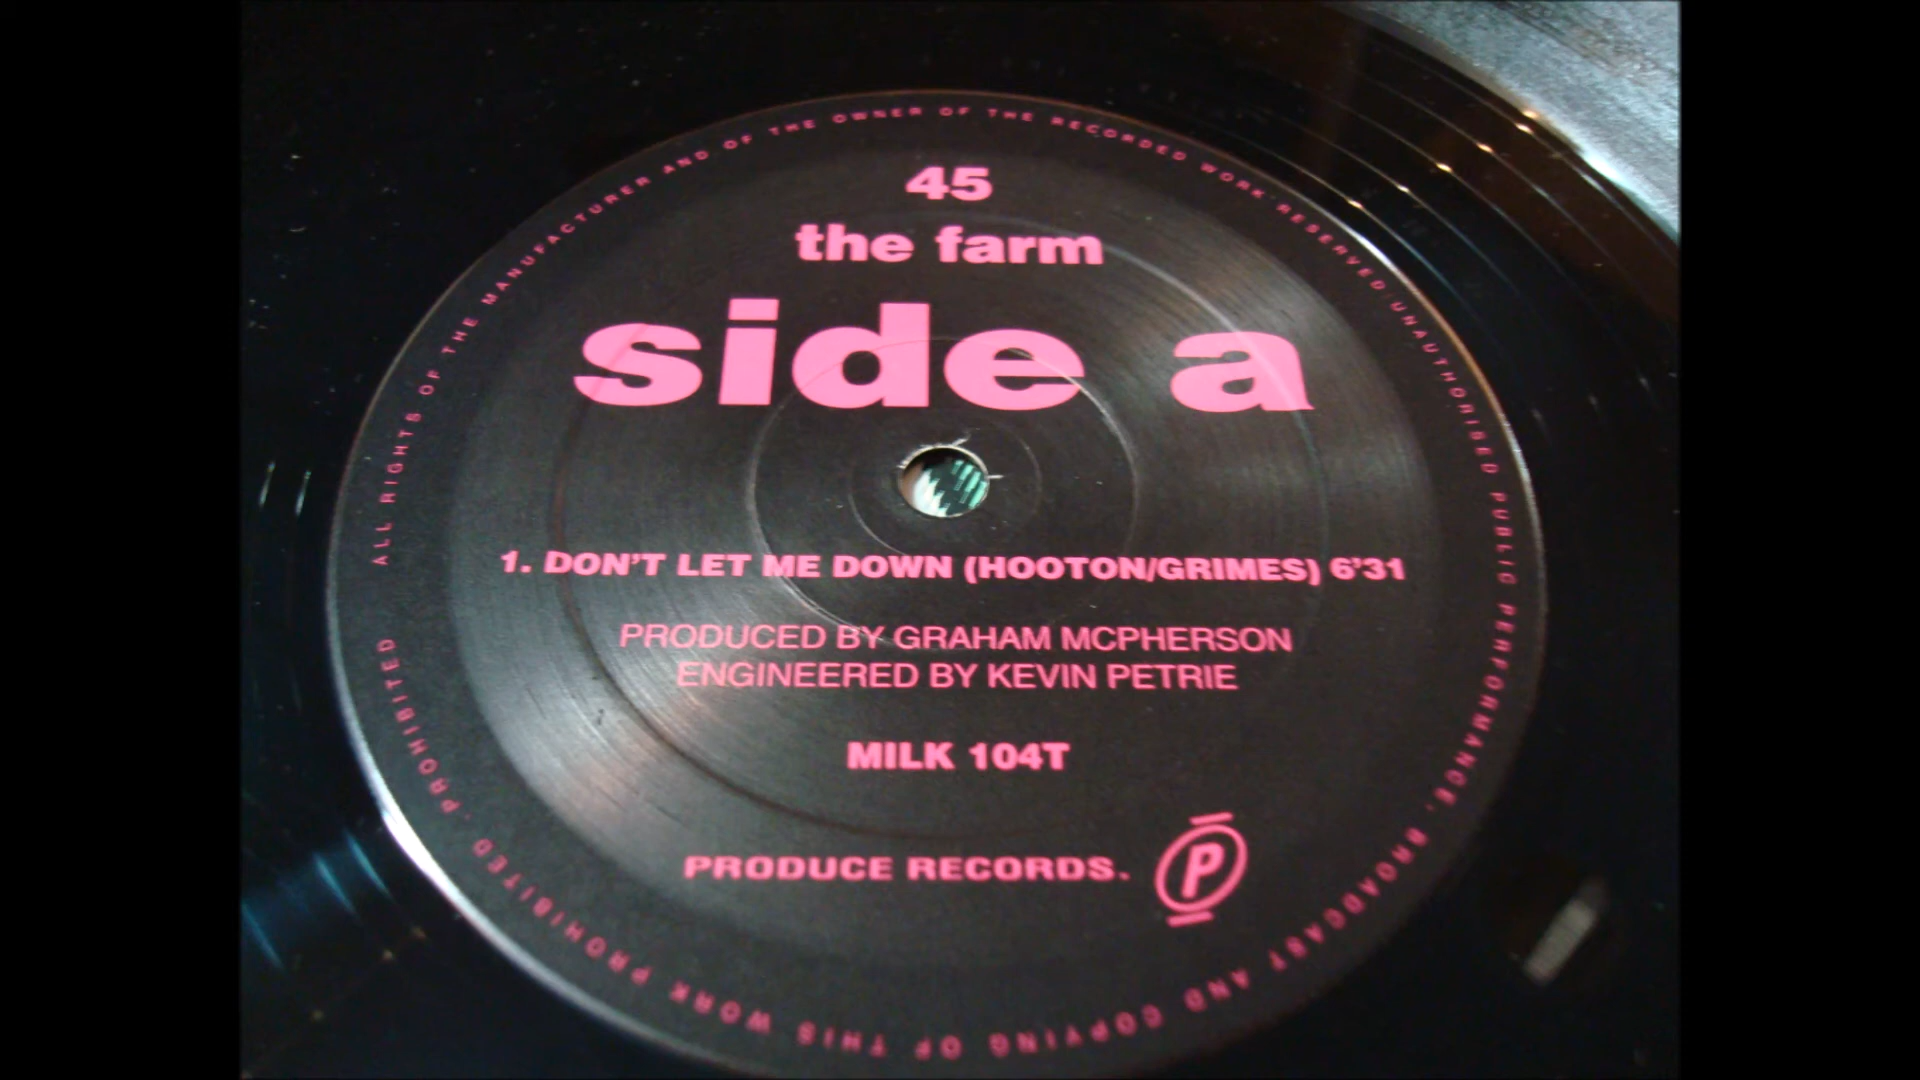 45
the farm
side a
1. DON'T LET ME DOWN (HOOTON/GRIMES) 6'31
PRODUCED BY GRAHAM MCPHERSON
ENGINEERED BY KEVIN PETRIE
MILK 104T
PRODUCE RECORDS.
P
ALL RIGHTS OF THE MANUFACTURER AND OF THE OWNER OF THE RECORDED WORK RESERVED. UNAUTHORISED PUBLIC PERFORMANCE, BROADCAST AND COPYING OF THIS WORK PROHIBITED. PROHIBITED. PROHIBITED